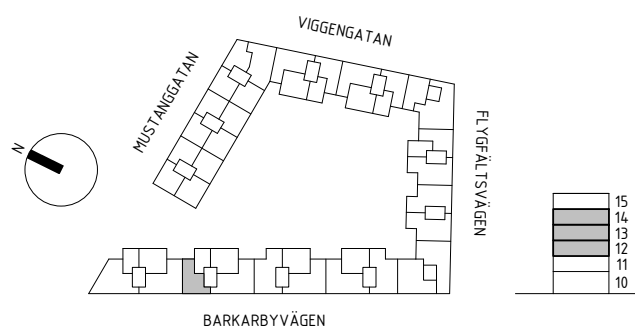 VIGGENGATAN
MUSTANGGATAN
FLYGFÄLTSVÄGEN
N
BARKARBYVÄGEN
15
14
13
12
11
10